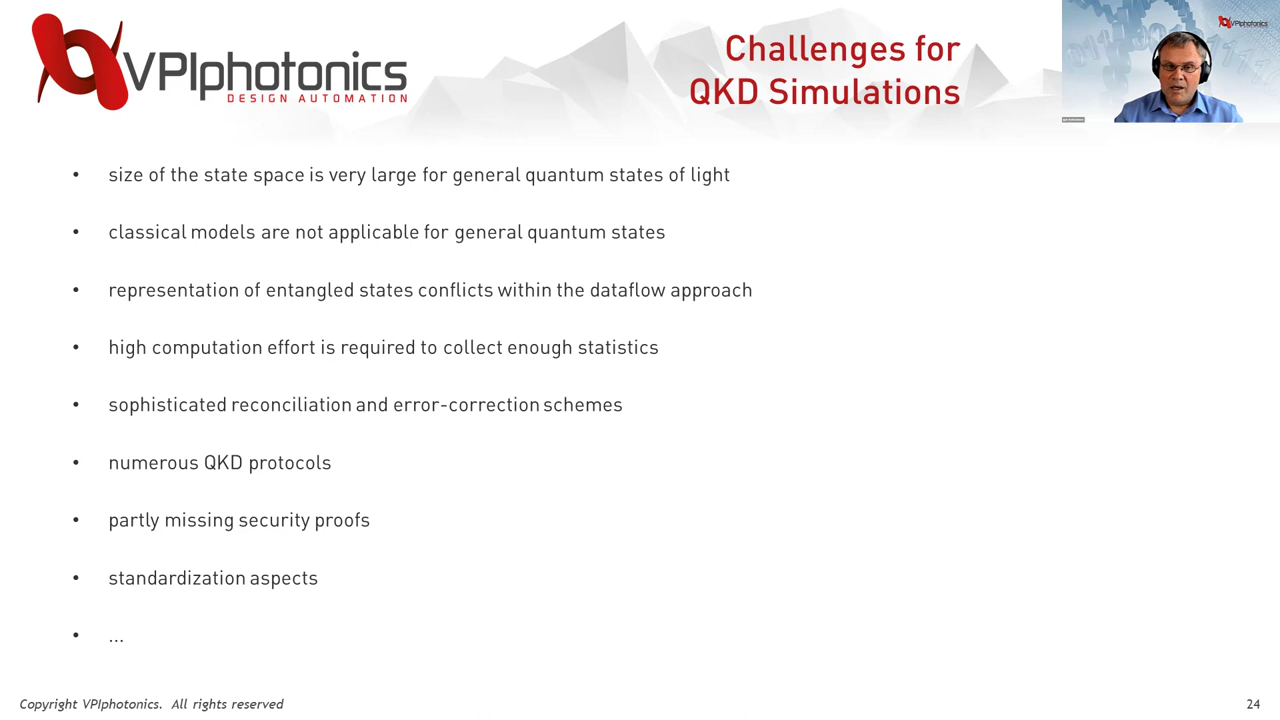 VPIphotonics
DESIGN AUTOMATION
Challenges for
QKD Simulations
VPIphotonics
• size of the state space is very large for general quantum states of light
• classical models are not applicable for general quantum states
• representation of entangled states conflicts within the dataflow approach
• high computation effort is required to collect enough statistics
• sophisticated reconciliation and error-correction schemes
• numerous QKD protocols
• partly missing security proofs
• standardization aspects
• ...
Copyright VPIphotonics. All rights reserved
24